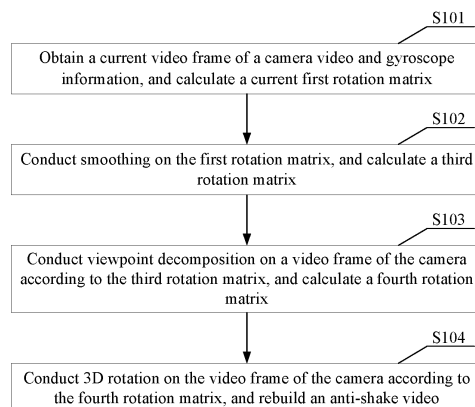 S101
Obtain a current video frame of a camera video and gyroscope
information, and calculate a current first rotation matrix
S102
Conduct smoothing on the first rotation matrix, and calculate a third
rotation matrix
S103
Conduct viewpoint decomposition on a video frame of the camera
according to the third rotation matrix, and calculate a fourth rotation
matrix
S104
Conduct 3D rotation on the video frame of the camera according to
the fourth rotation matrix, and rebuild an anti-shake video